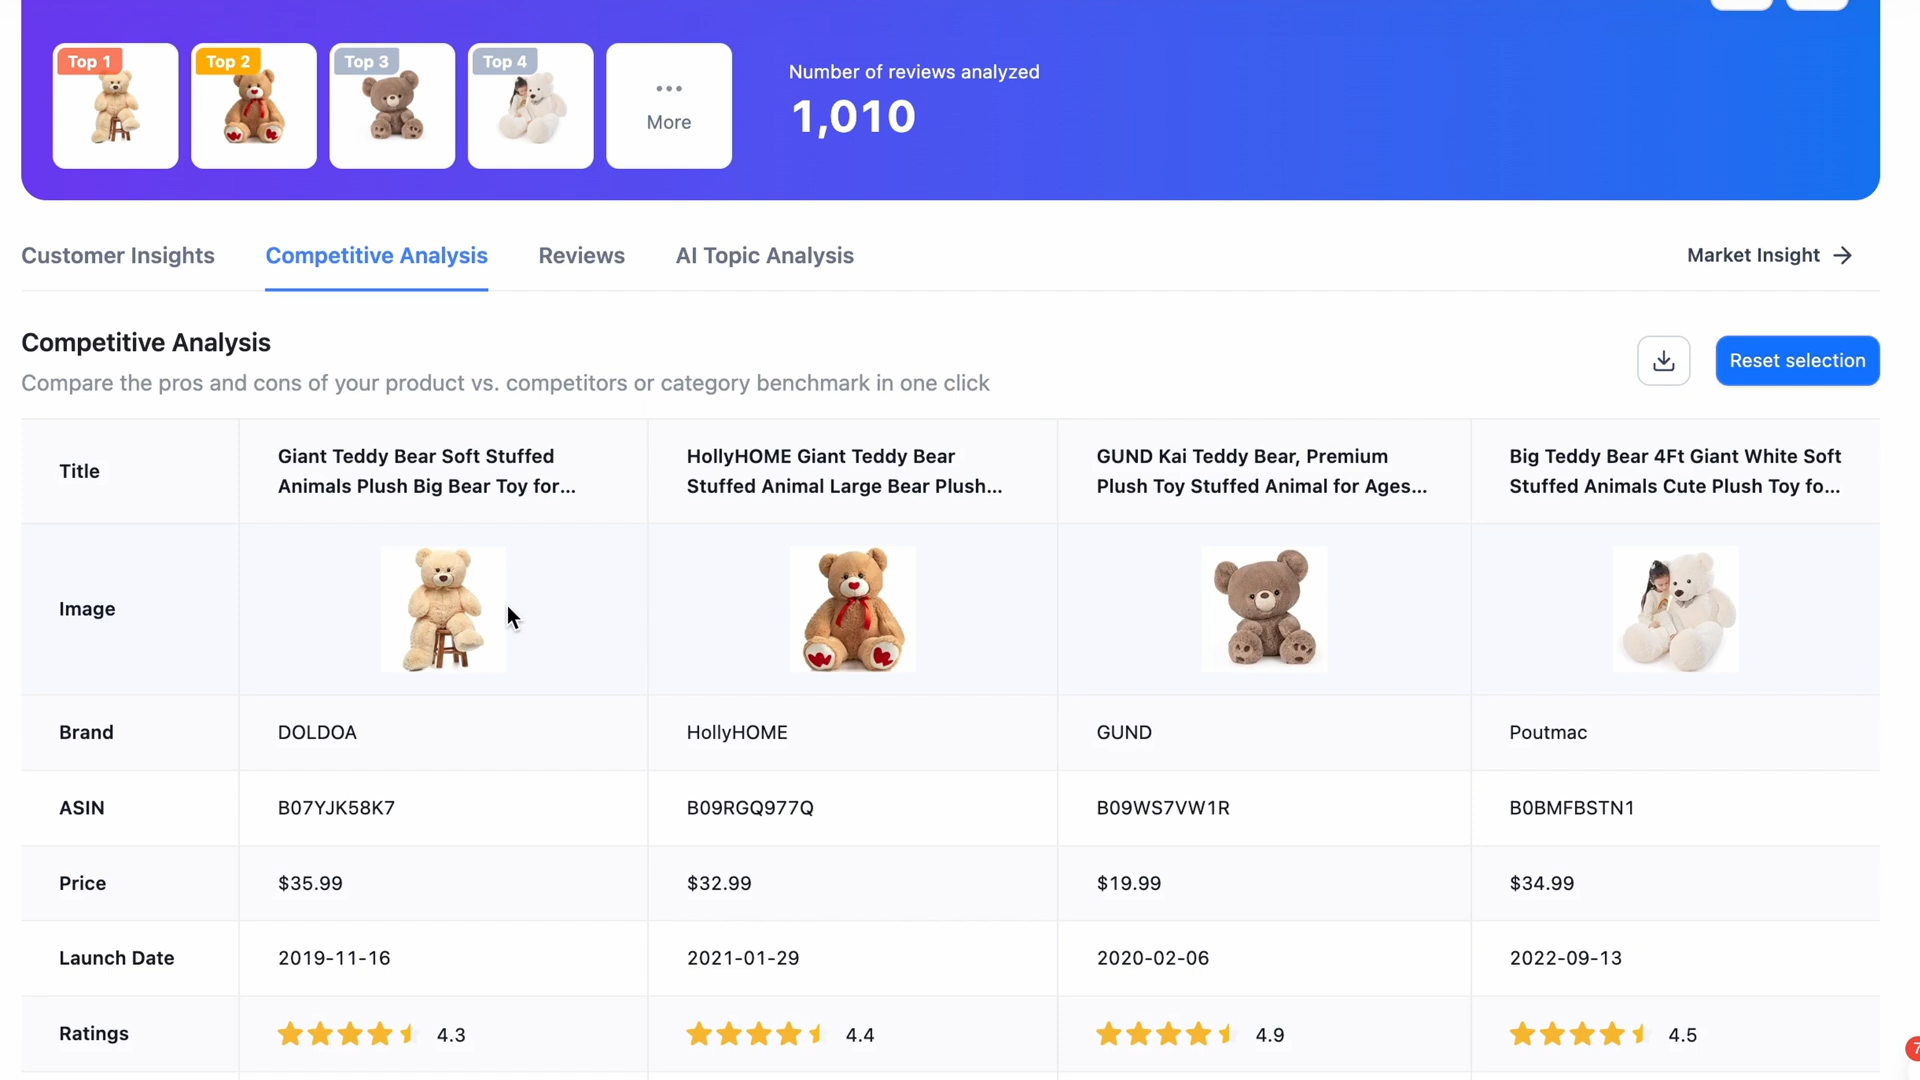 Top 1
Top 2
Top 3
Top 4
More
Number of reviews analyzed
1,010
Customer Insights
Competitive Analysis
Reviews
AI Topic Analysis
Market Insight
Competitive Analysis
Compare the pros and cons of your product vs. competitors or category benchmark in one click
Reset selection
Title
Giant Teddy Bear Soft Stuffed
Animals Plush Big Bear Toy for...
HollyHOME Giant Teddy Bear
Stuffed Animal Large Bear Plush...
GUND Kai Teddy Bear, Premium
Plush Toy Stuffed Animal for Ages...
Big Teddy Bear 4Ft Giant White Soft
Stuffed Animals Cute Plush Toy fo...
Image
Brand
DOLDOA
HollyHOME
GUND
Poutmac
ASIN
B07YJK58K7
B09RGQ977Q
B09WS7VW1R
B0BMFBSTN1
Price
$35.99
$32.99
$19.99
$34.99
Launch Date
2019-11-16
2021-01-29
2020-02-06
2022-09-13
Ratings
4.3
4.4
4.9
4.5